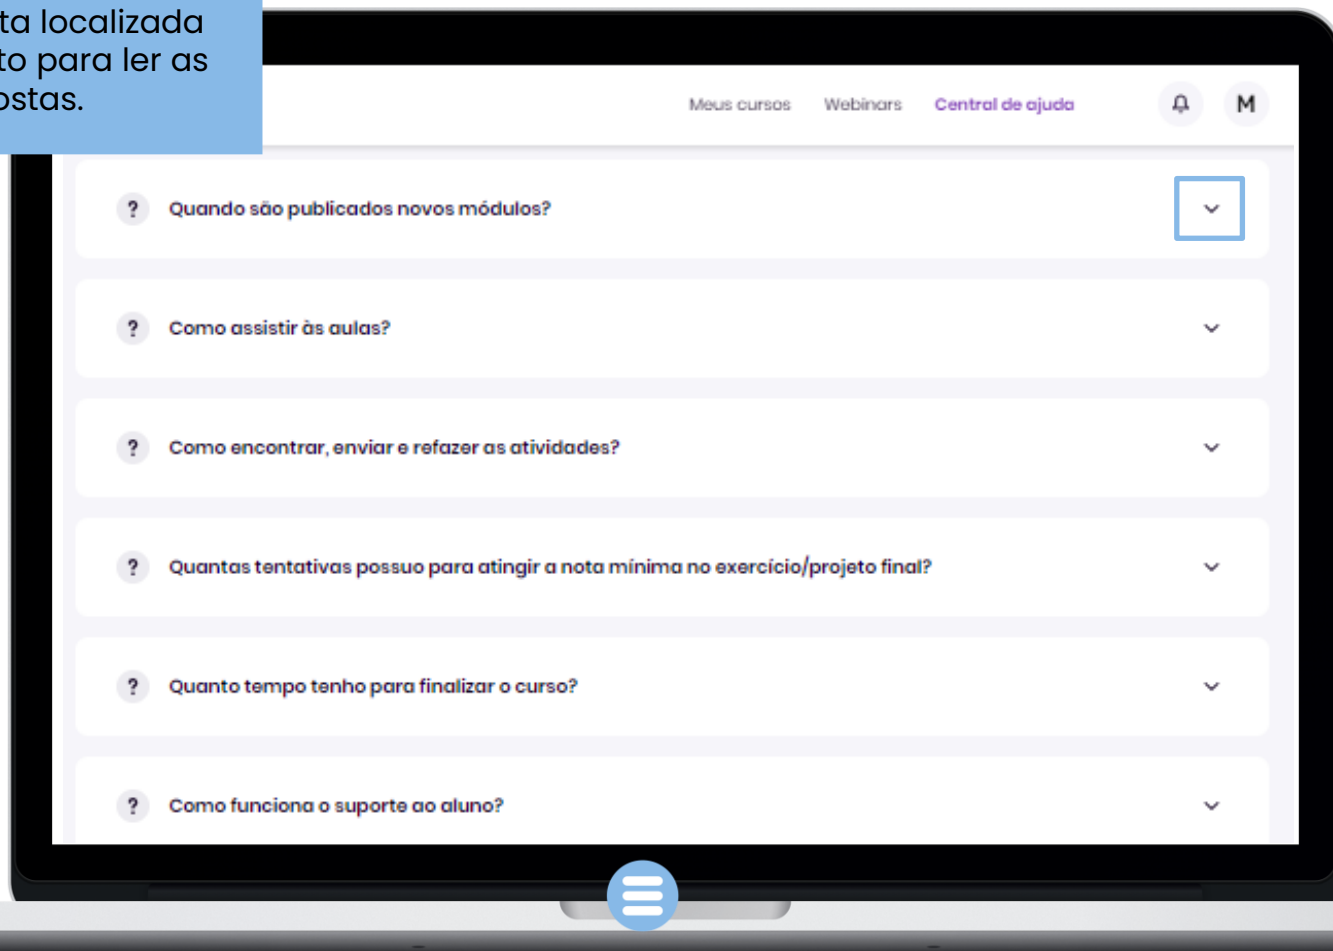 ta localizada
to para ler as
ostas.
Meus cursos Webinars Central de ajuda M
? Quando são publicados novos módulos?
? Como assistir às aulas?
? Como encontrar, enviar e refazer as atividades?
? Quantas tentativas possuo para atingir a nota mínima no exercício/projeto final?
? Quanto tempo tenho para finalizar o curso?
? Como funciona o suporte ao aluno?